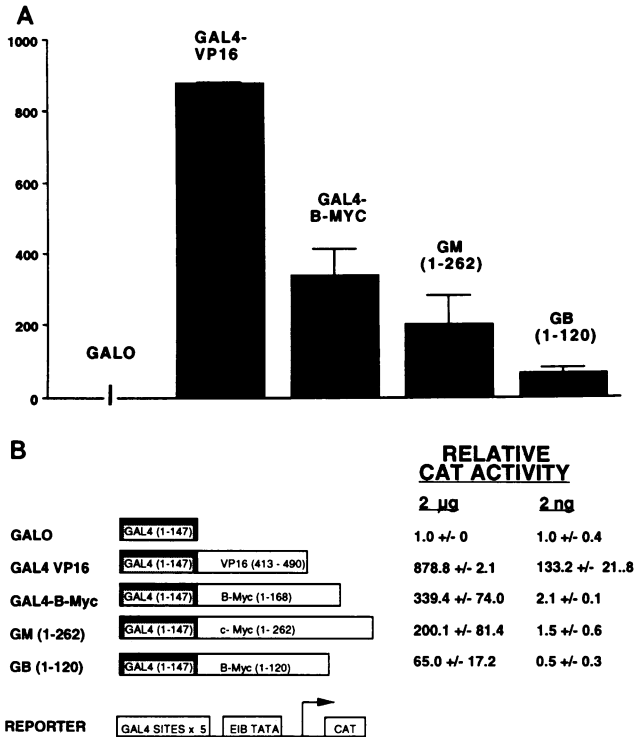 A
1000
800
600
400
200
0
GALO
GAL4-
VP16
GAL4-
B-MYC
GM
(1-262)
GB
(1-120)
B
RELATIVE
CAT ACTIVITY
2 µg 2 ng
GALO GAL4 (1-147) 1.0 +/- 0 1.0 +/- 0.4
GAL4 VP16 GAL4 (1-147) VP16 (413 - 490) 878.8 +/- 2.1 133.2 +/- 21..8
GAL4-B-Myc GAL4 (1-147) B-Myc (1-168) 339.4 +/- 74.0 2.1 +/- 0.1
GM (1-262) GAL4 (1-147) c- Myc (1- 262) 200.1 +/- 81.4 1.5 +/- 0.6
GB (1-120) GAL4 (1-147) B-Myc (1-120) 65.0 +/- 17.2 0.5 +/- 0.3
REPORTER GAL4 SITES x 5 EIB TATA CAT